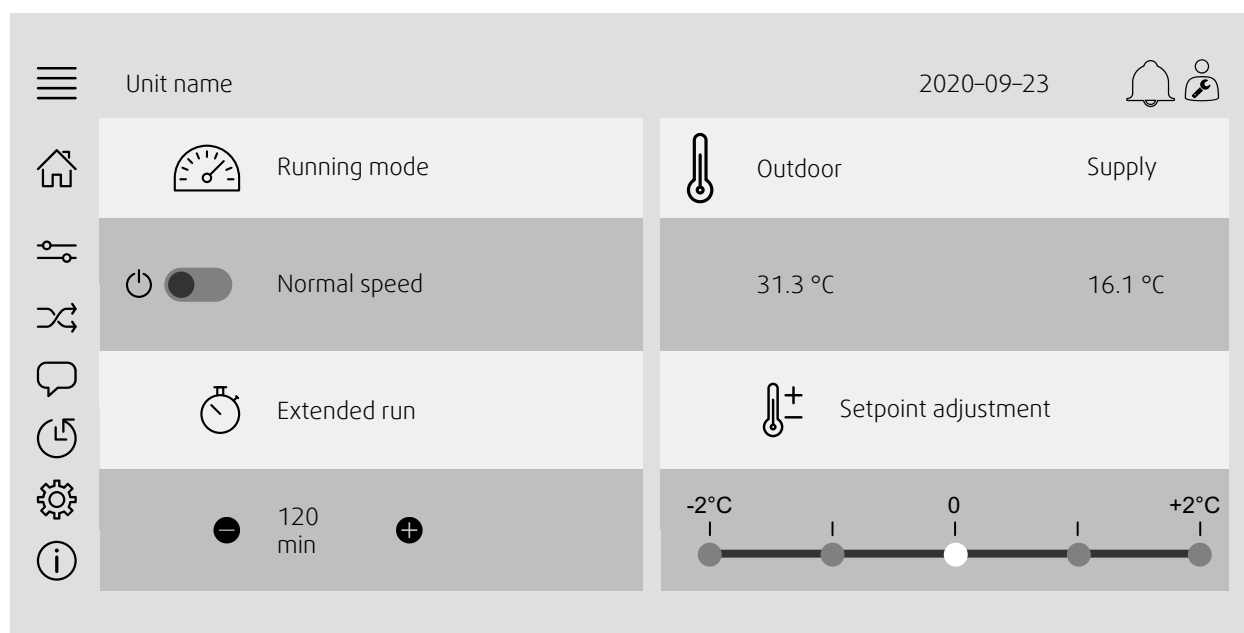 Unit name
2020–09–23
Running mode
Outdoor
Supply
Normal speed
31.3 °C
16.1 °C
Extended run
Setpoint adjustment
120
min
-2°C
0
+2°C